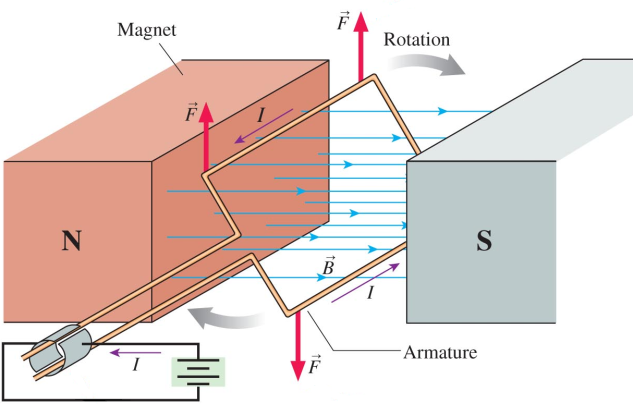 Magnet
F⃗
Rotation
F⃗
I
N
S
B⃗
I
I
F⃗
Armature